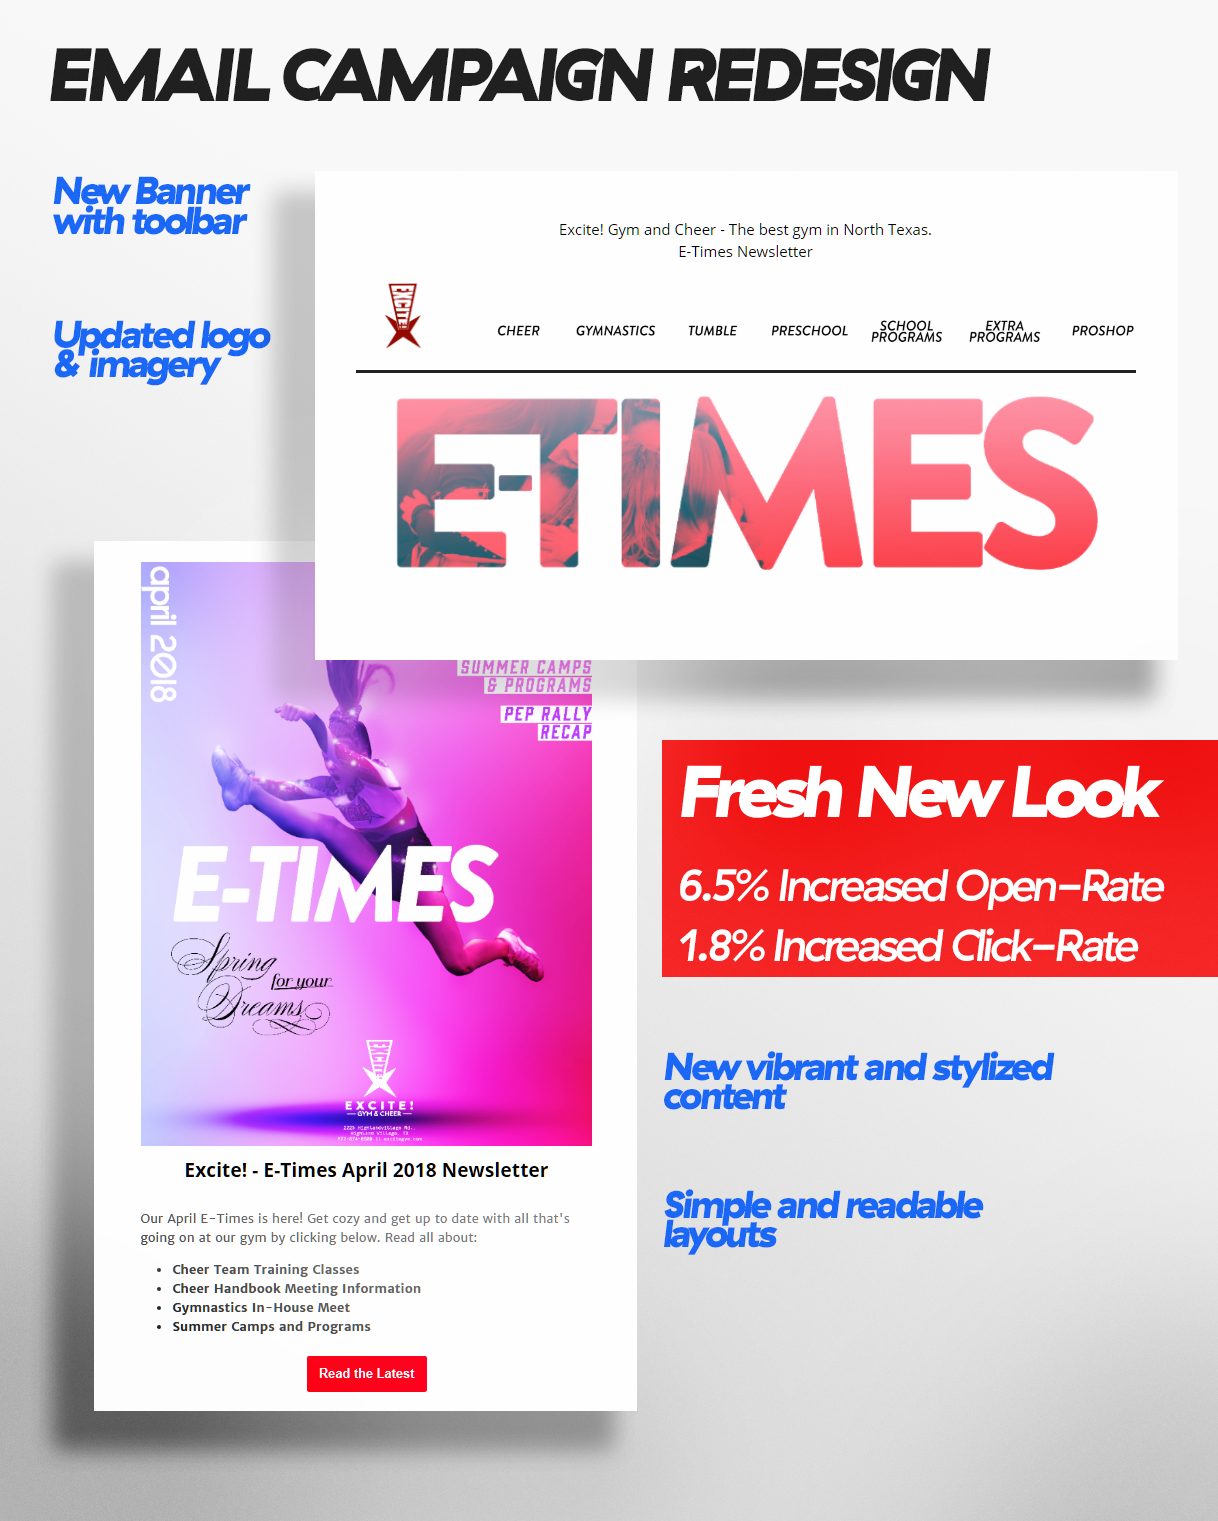 EMAIL CAMPAIGN REDESIGN
New Banner
with toolbar
Updated logo
& imagery
Excite! Gym and Cheer - The best gym in North Texas.
E-Times Newsletter
CHEER
GYMNASTICS
TUMBLE
PRESCHOOL
SCHOOL
PROGRAMS
EXTRA
PROGRAMS
PROSHOP
E-TIMES
april 2018
SUMMER CAMPS
& PROGRAMS
PEP RALLY
RECAP
E-TIMES
Spring
for your
Dreams
EXCITE!
GYM & CHEER
Excite! - E-Times April 2018 Newsletter
Our April E-Times is here! Get cozy and get up to date with all that's
going on at our gym by clicking below. Read all about:
• Cheer Team Training Classes
• Cheer Handbook Meeting Information
• Gymnastics In-House Meet
• Summer Camps and Programs
Read the Latest
Fresh New Look
6.5% Increased Open-Rate
1.8% Increased Click-Rate
New vibrant and stylized
content
Simple and readable
layouts